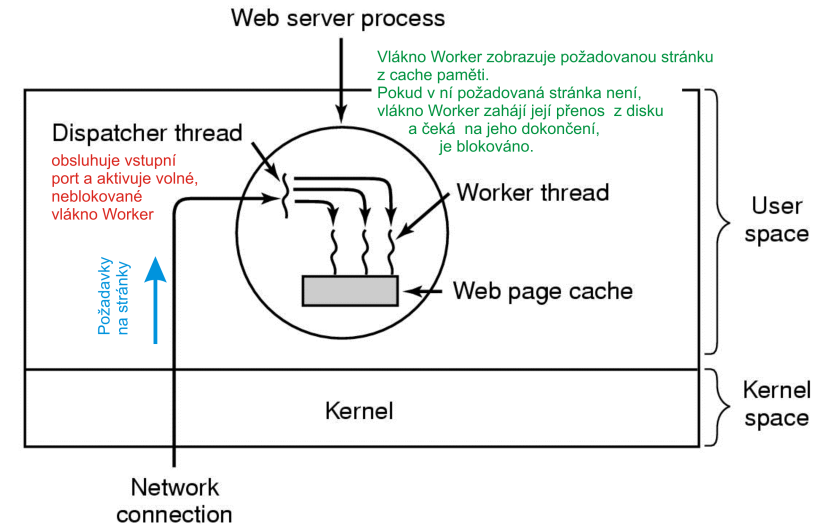 Web server process
Vlákno Worker zobrazuje požadovanou stránku
z cache paměti.
Pokud v ní požadovaná stránka není,
vlákno Worker zahájí její přenos z disku
a čeká na jeho dokončení,
je blokováno.
Dispatcher thread
obsluhuje vstupní
port a aktivuje volné,
neblokované
vlákno Worker
Worker thread
User
space
Požadavky
na stránky
Web page cache
Kernel
Kernel
space
Network
connection